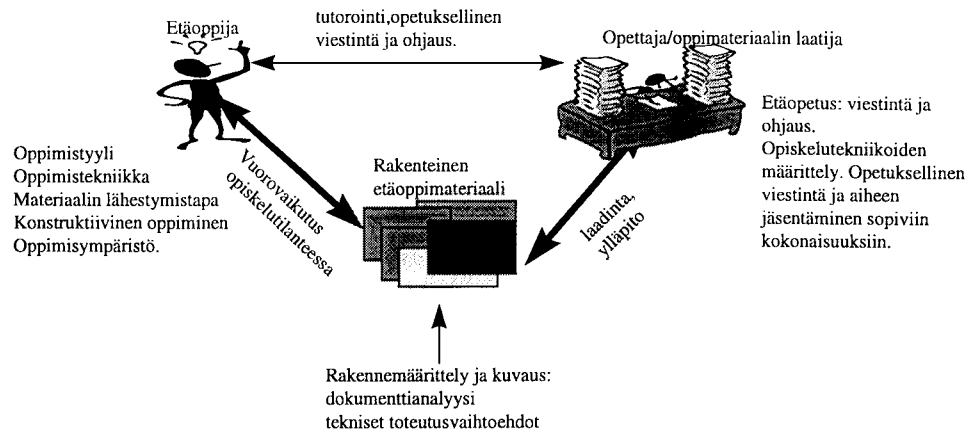 Etäoppija
tutorointi,opetuksellinen
viestintä ja ohjaus.
Opettaja/oppimateriaalin laatija
Etäopetus: viestintä ja
ohjaus.
Opiskelutekniikoiden
määrittely. Opetuksellinen
viestintä ja aiheen
jäsentäminen sopiviin
kokonaisuuksiin.
Oppimistyyli
Oppimistekniikka
Materiaalin lähestymistapa
Konstruktiivinen oppiminen
Oppimisympäristö.
Vuorovaikutus
opiskelutilanteessa
Rakenteinen
etäoppimateriaali
laadinta,
ylläpito
Rakennemäärittely ja kuvaus:
dokumenttianalyysi
tekniset toteutusvaihtoehdot